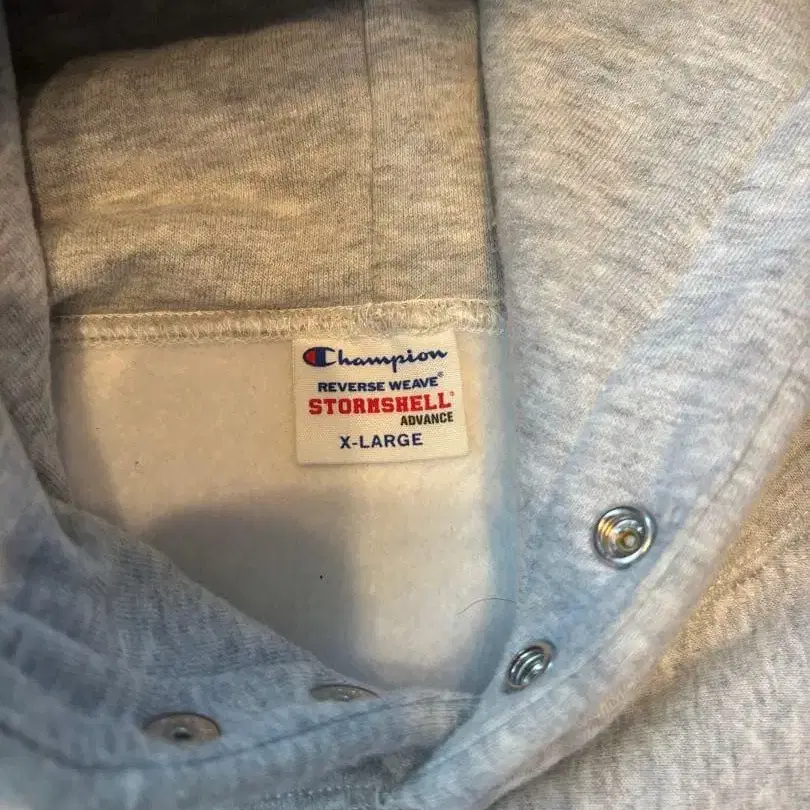 Champion
REVERSE WEAVE®
STORMSHELL®
ADVANCE
X-LARGE